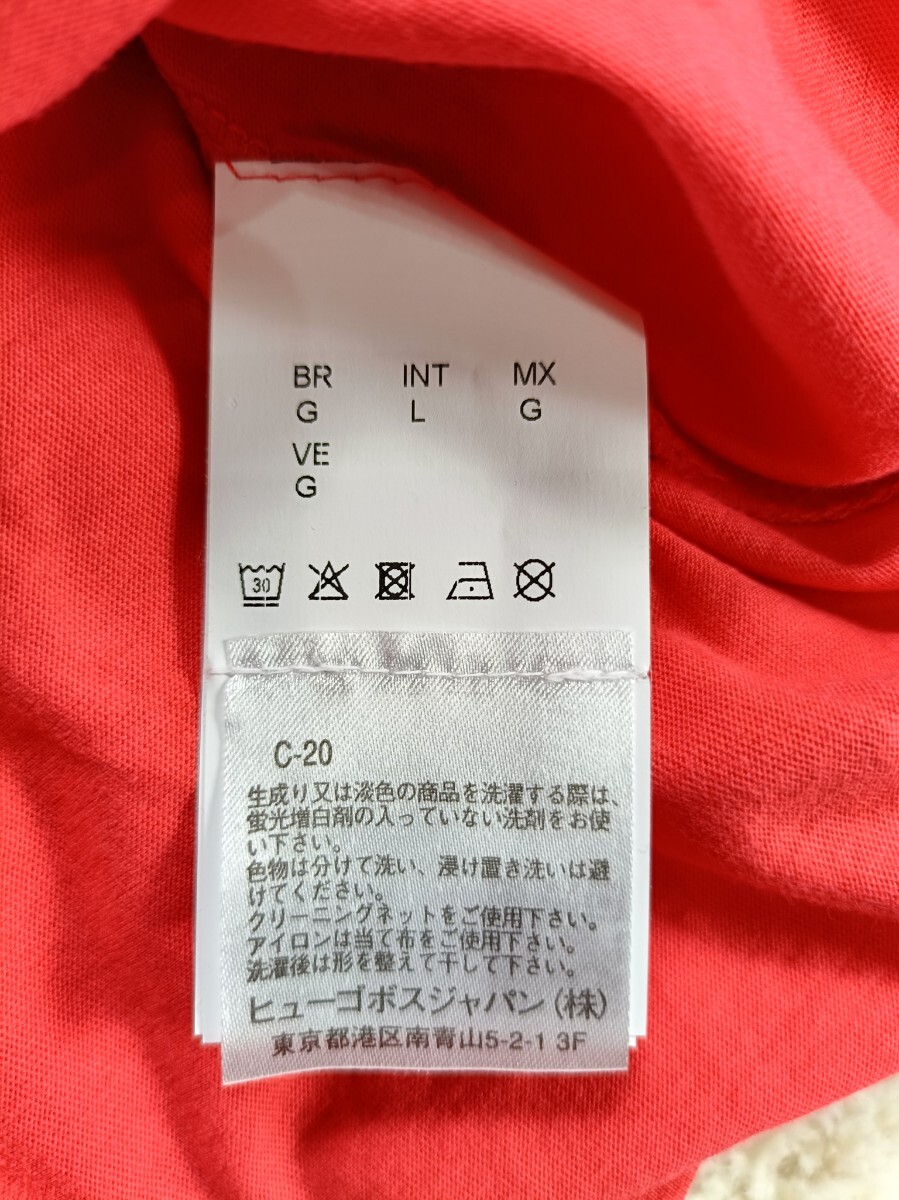 BR INT MX
G L G
VE
G
30
C-20
生成り又は淡色の商品を洗濯する際は、
蛍光増白剤の入っていない洗剤をお使
い下さい。
色物は分けて洗い、浸け置き洗いは避
けてください。
クリーニングネットをご使用下さい。
アイロンは当て布をご使用下さい。
洗濯後は形を整えて干して下さい。
ヒューゴボスジャパン(株)
東京都港区南青山5-2-1 3F